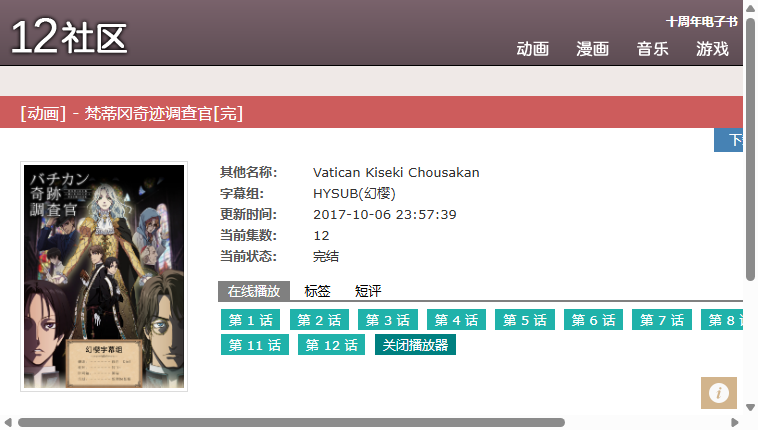 12社区
十周年电子书
动画 漫画 音乐 游戏
[动画] - 梵蒂冈奇迹调查官[完]
バチカン
奇跡
調査官
幻樱字幕组
其他名称: Vatican Kiseki Chousakan
字幕组: HYSUB(幻樱)
更新时间: 2017-10-06 23:57:39
当前集数: 12
当前状态: 完结
在线播放 标签 短评
第 1 话 第 2 话 第 3 话 第 4 话 第 5 话 第 6 话 第 7 话 第 8
第 11 话 第 12 话 关闭播放器